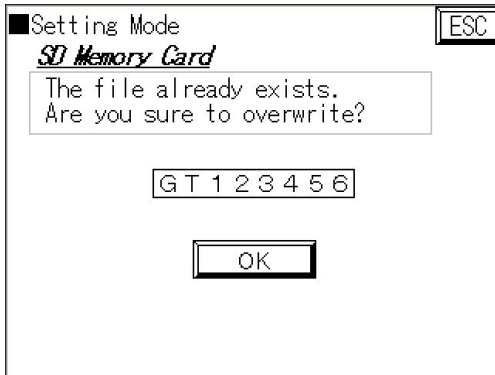 ■Setting Mode
ESC
SD Memory Card
The file already exists.
Are you sure to overwrite?
GT123456
OK